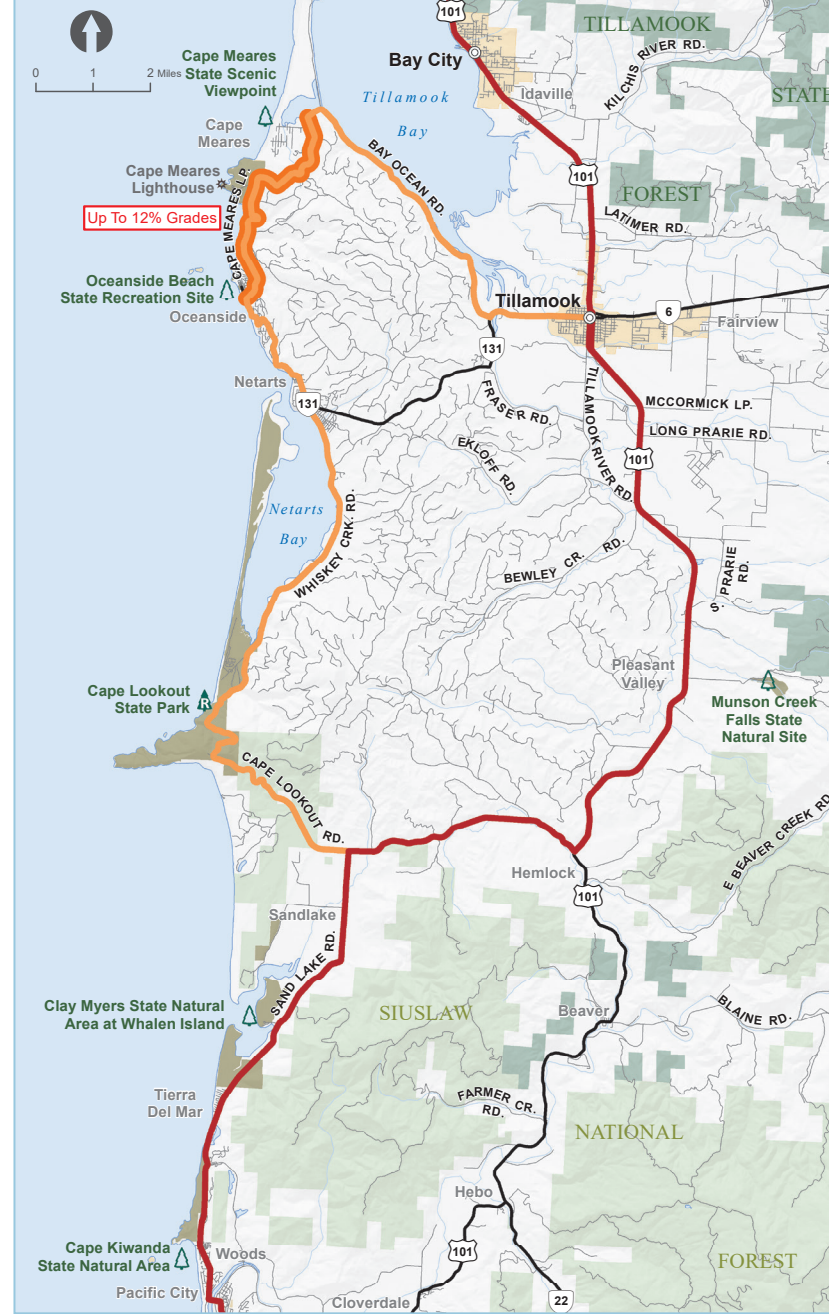 101
TILLAMOOK
Bay City
KILCHIS RIVER RD.
Cape Meares
State Scenic
Viewpoint
0 1 2 Miles
Idaville
STATE
Tillamook
Bay
Cape
Meares
BAY OCEAN RD.
Cape Meares
Lighthouse
101
FOREST
CAPE MEARES LP.
Up To 12% Grades
LATIMER RD.
Oceanside Beach
State Recreation Site
Oceanside
Tillamook
6
Fairview
131
Netarts
131
FRASER RD.
TILLAMOOK RIVER RD.
MCCORMICK LP.
LONG PRARIE RD.
101
EKLOFF RD.
Netarts
Bay
WHISKEY CRK. RD.
BEWLEY CR. RD.
S. PRARIE
RD.
Pleasant
Valley
Cape Lookout
State Park
R
Munson Creek
Falls State
Natural Site
CAPE LOOKOUT RD.
E BEAVER CREEK RD
Hemlock
101
Sandlake
SAND LAKE RD.
Clay Myers State Natural
Area at Whalen Island
SIUSLAW
Beaver
BLAINE RD.
Tierra
Del Mar
FARMER CR.
RD.
NATIONAL
Hebo
Cape Kiwanda
State Natural Area
Woods
101
FOREST
Pacific City
Cloverdale
22